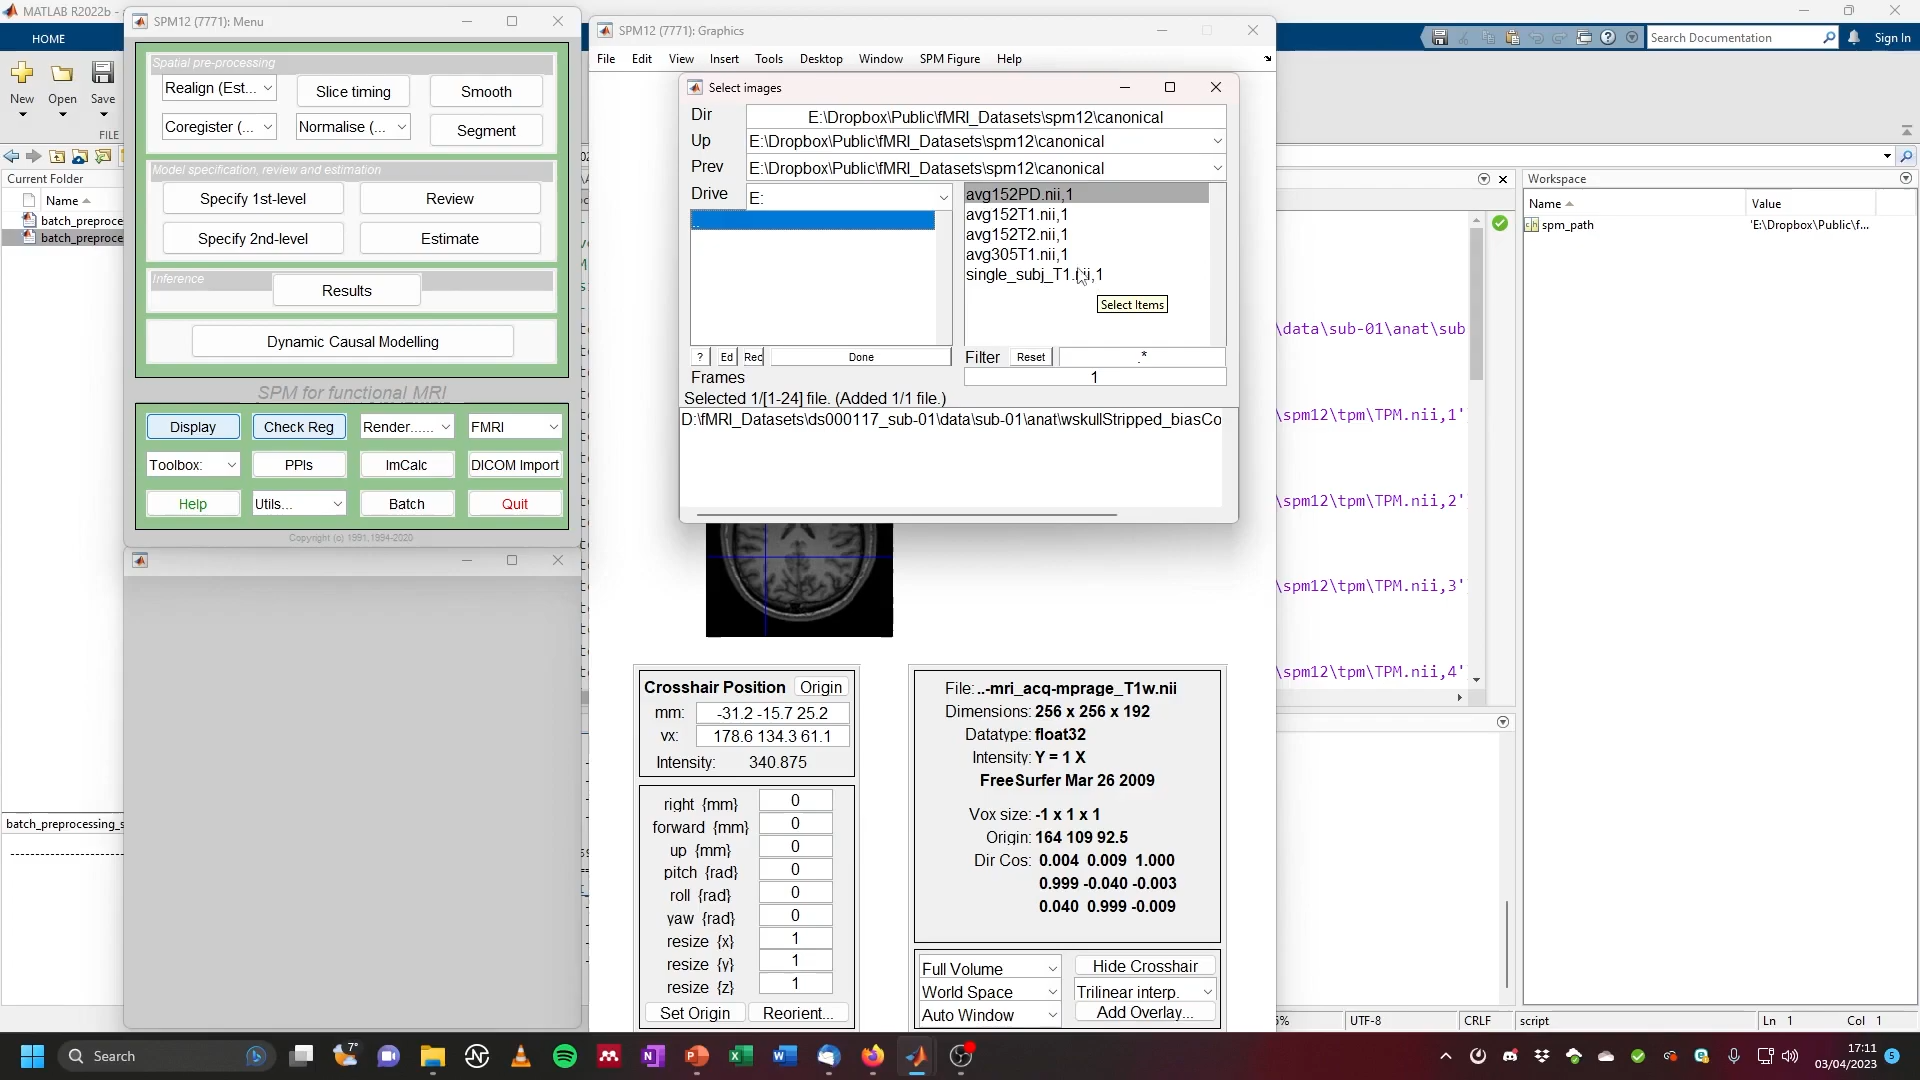 MATLAB R2022b -
SPM12 (7771): Menu
SPM12 (7771): Graphics
HOME
Search Documentation
Sign In
New
Open
Save
FILE
Spatial pre-processing
Realign (Est...
Slice timing
Smooth
Coregister (...
Normalise (...
Segment
Model specification, review and estimation
Specify 1st-level
Review
Specify 2nd-level
Estimate
Inference
Results
Dynamic Causal Modelling
SPM for functional MRI
Display
Check Reg
Render......
FMRI
Toolbox:
PPIs
ImCalc
DICOM Import
Help
Utils...
Batch
Quit
Copyright (c) 1991,1994-2020
File Edit View Insert Tools Desktop Window SPM Figure Help
Select images
Dir
E:\Dropbox\Public\fMRI_Datasets\spm12\canonical
Up
E:\Dropbox\Public\fMRI_Datasets\spm12\canonical
Prev
E:\Dropbox\Public\fMRI_Datasets\spm12\canonical
Drive
E:
..
avg152PD.nii,1
avg152T1.nii,1
avg152T2.nii,1
avg305T1.nii,1
single_subj_T1.nii,1
Select Items
? Ed Rec Done
Filter Reset .*
Frames
1
Selected 1/[1-24] file. (Added 1/1 file.)
D:\fMRI_Datasets\ds000117_sub-01\data\sub-01\anat\wskullStripped_biasCo
Current Folder
Name
batch_preproce
batch_preproce
batch_preprocessing_s
Workspace
Name
Value
spm_path
'E:\Dropbox\Public\f...
\data\sub-01\anat\sub
\spm12\tpm\TPM.nii,1'
\spm12\tpm\TPM.nii,2'
\spm12\tpm\TPM.nii,3'
\spm12\tpm\TPM.nii,4'
Crosshair Position
Origin
mm:
-31.2 -15.7 25.2
vx:
178.6 134.3 61.1
Intensity:
340.875
right {mm}
0
forward {mm}
0
up {mm}
0
pitch {rad}
0
roll {rad}
0
yaw {rad}
0
resize {x}
1
resize {y}
1
resize {z}
1
Set Origin
Reorient...
File: ..-mri_acq-mprage_T1w.nii
Dimensions: 256 x 256 x 192
Datatype: float32
Intensity: Y = 1 X
FreeSurfer Mar 26 2009
Vox size: -1 x 1 x 1
Origin: 164 109 92.5
Dir Cos: 0.004 0.009 1.000
0.999 -0.040 -0.003
0.040 0.999 -0.009
Full Volume
Hide Crosshair
World Space
Trilinear interp.
Auto Window
Add Overlay...
UTF-8
CRLF
script
Ln 1
Col 1
Search
7°
17:11
03/04/2023
5